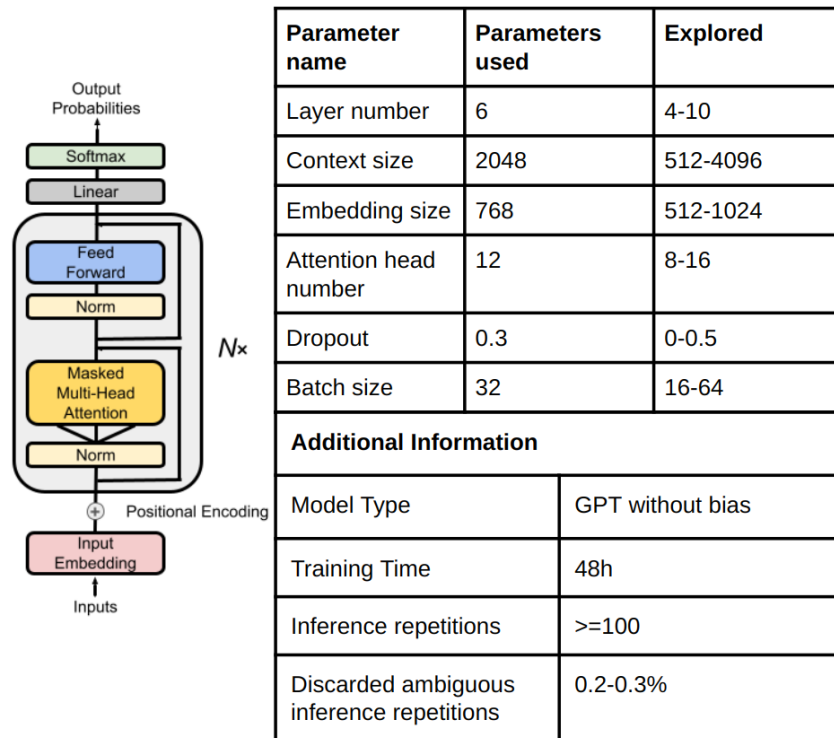 Output
Probabilities
Softmax
Linear
Feed
Forward
Norm
Masked
Multi-Head
Attention
Norm
N×
Positional Encoding
+
Input
Embedding
Inputs
Parameter name Parameters used Explored
Layer number 6 4-10
Context size 2048 512-4096
Embedding size 768 512-1024
Attention head number 12 8-16
Dropout 0.3 0-0.5
Batch size 32 16-64
Additional Information
Model Type GPT without bias
Training Time 48h
Inference repetitions >=100
Discarded ambiguous inference repetitions 0.2-0.3%